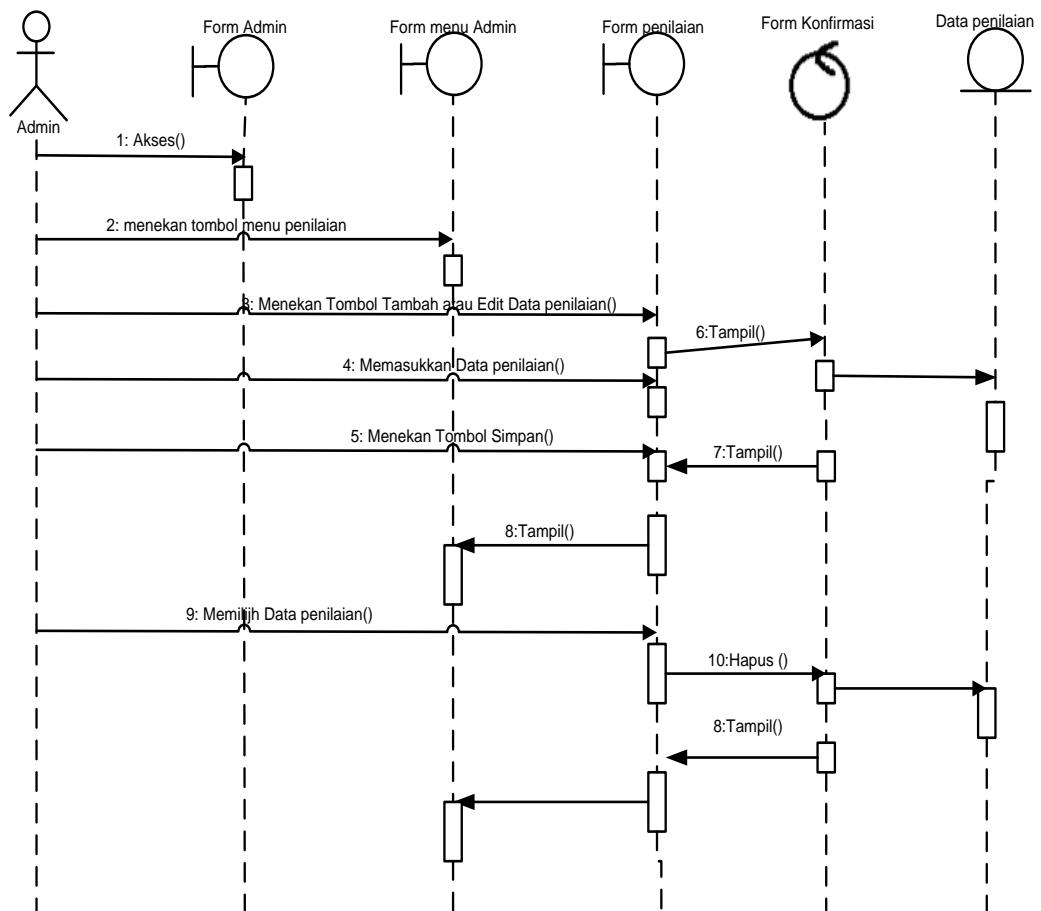 Form Admin
Form menu Admin
Form penilaian
Form Konfirmasi
Data penilaian
Admin
1: Akses()
2: menekan tombol menu penilaian
3: Menekan Tombol Tambah atau Edit Data penilaian()
6:Tampil()
4: Memasukkan Data penilaian()
5: Menekan Tombol Simpan()
7:Tampil()
8:Tampil()
9: Memilijh Data penilaian()
10:Hapus ()
8:Tampil()